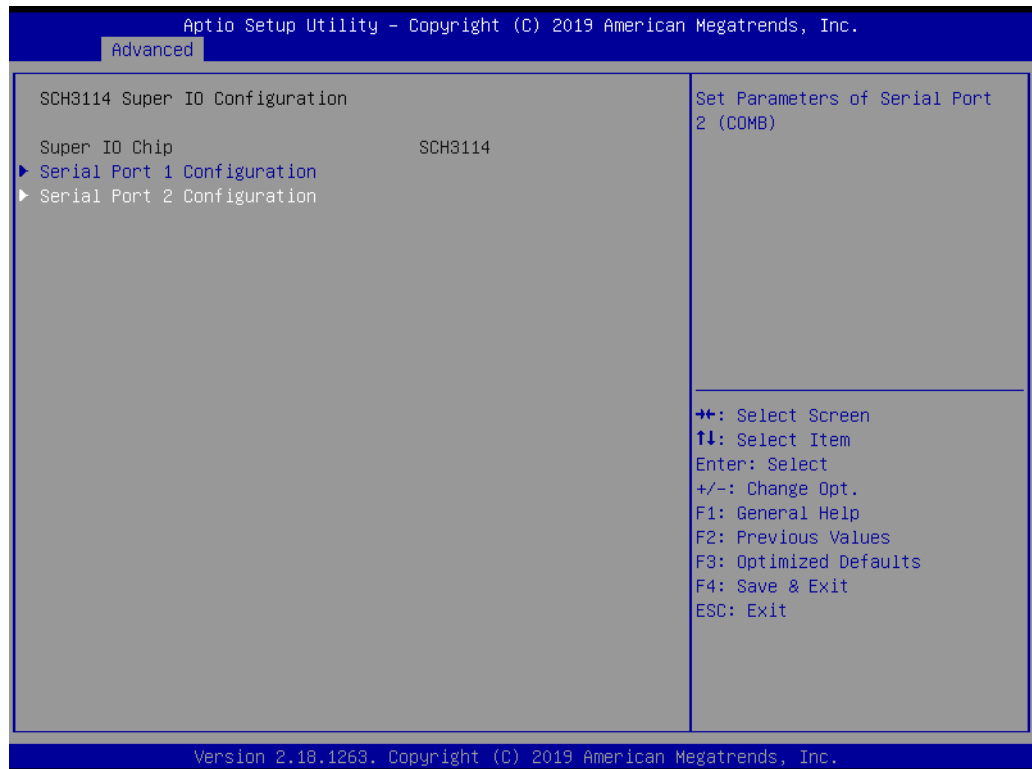 Aptio Setup Utility – Copyright (C) 2019 American Megatrends, Inc.
Advanced
SCH3114 Super IO Configuration
Super IO Chip SCH3114
► Serial Port 1 Configuration
► Serial Port 2 Configuration
Set Parameters of Serial Port
2 (COMB)
→←: Select Screen
↑↓: Select Item
Enter: Select
+/-: Change Opt.
F1: General Help
F2: Previous Values
F3: Optimized Defaults
F4: Save & Exit
ESC: Exit
Version 2.18.1263. Copyright (C) 2019 American Megatrends, Inc.